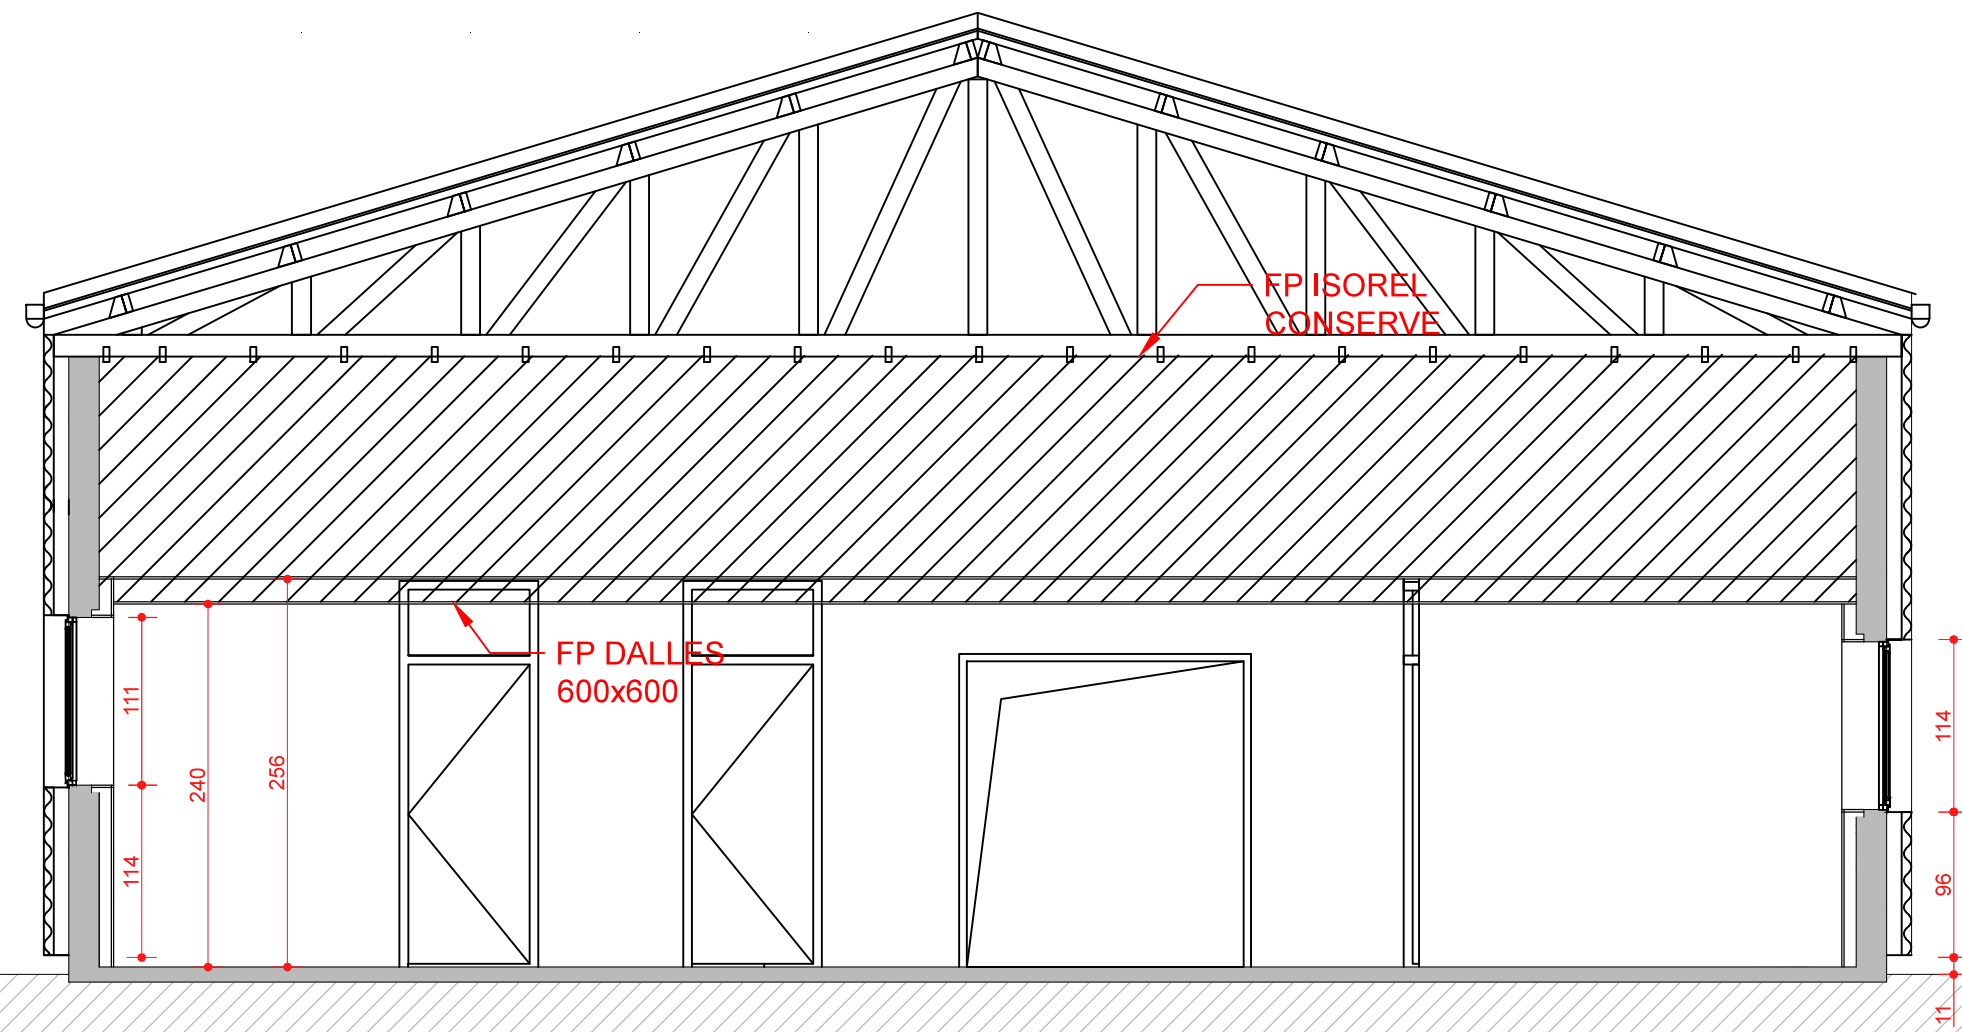 FP ISOREL
CONSERVE
FP DALLES
600x600
111
114
240
256
114
96
11